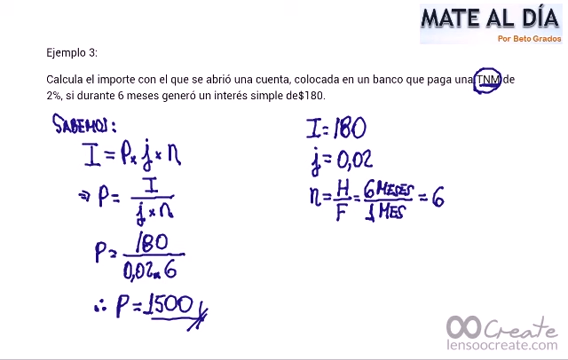 MATE AL DÍA
Por Beto Grados
Ejemplo 3:
Calcula el importe con el que se abrió una cuenta, colocada en un banco que paga una TNM de
2%, si durante 6 meses generó un interés simple de$180.
SABEMOS:
I = P × j × n
⇒ P = I / j × n
P = 180 / 0,02 × 6
∴ P = 1500
I = 180
j = 0,02
n = H / F = 6 MESES / 1 MES = 6
Create
lensoocreate.com